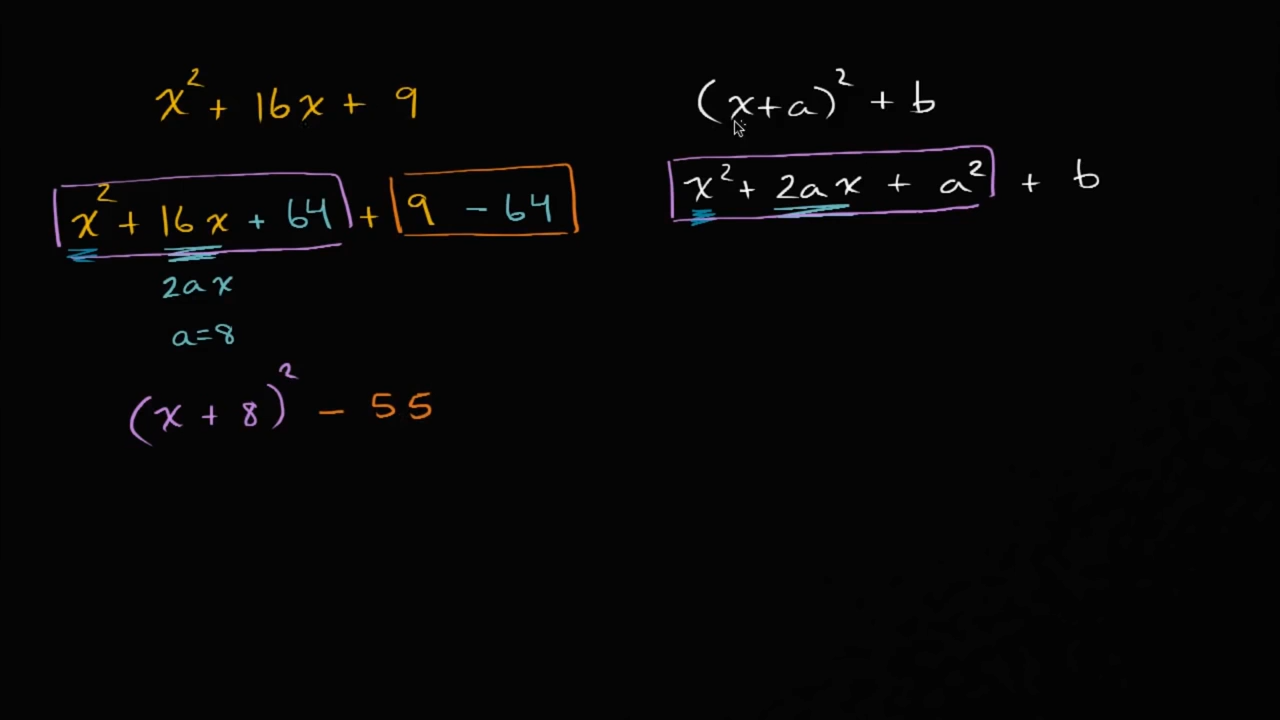 x² + 16x + 9
x² + 16x + 64 + 9 - 64
2ax
a=8
(x + 8)² - 55
(x+a)² + b
x² + 2ax + a² + b